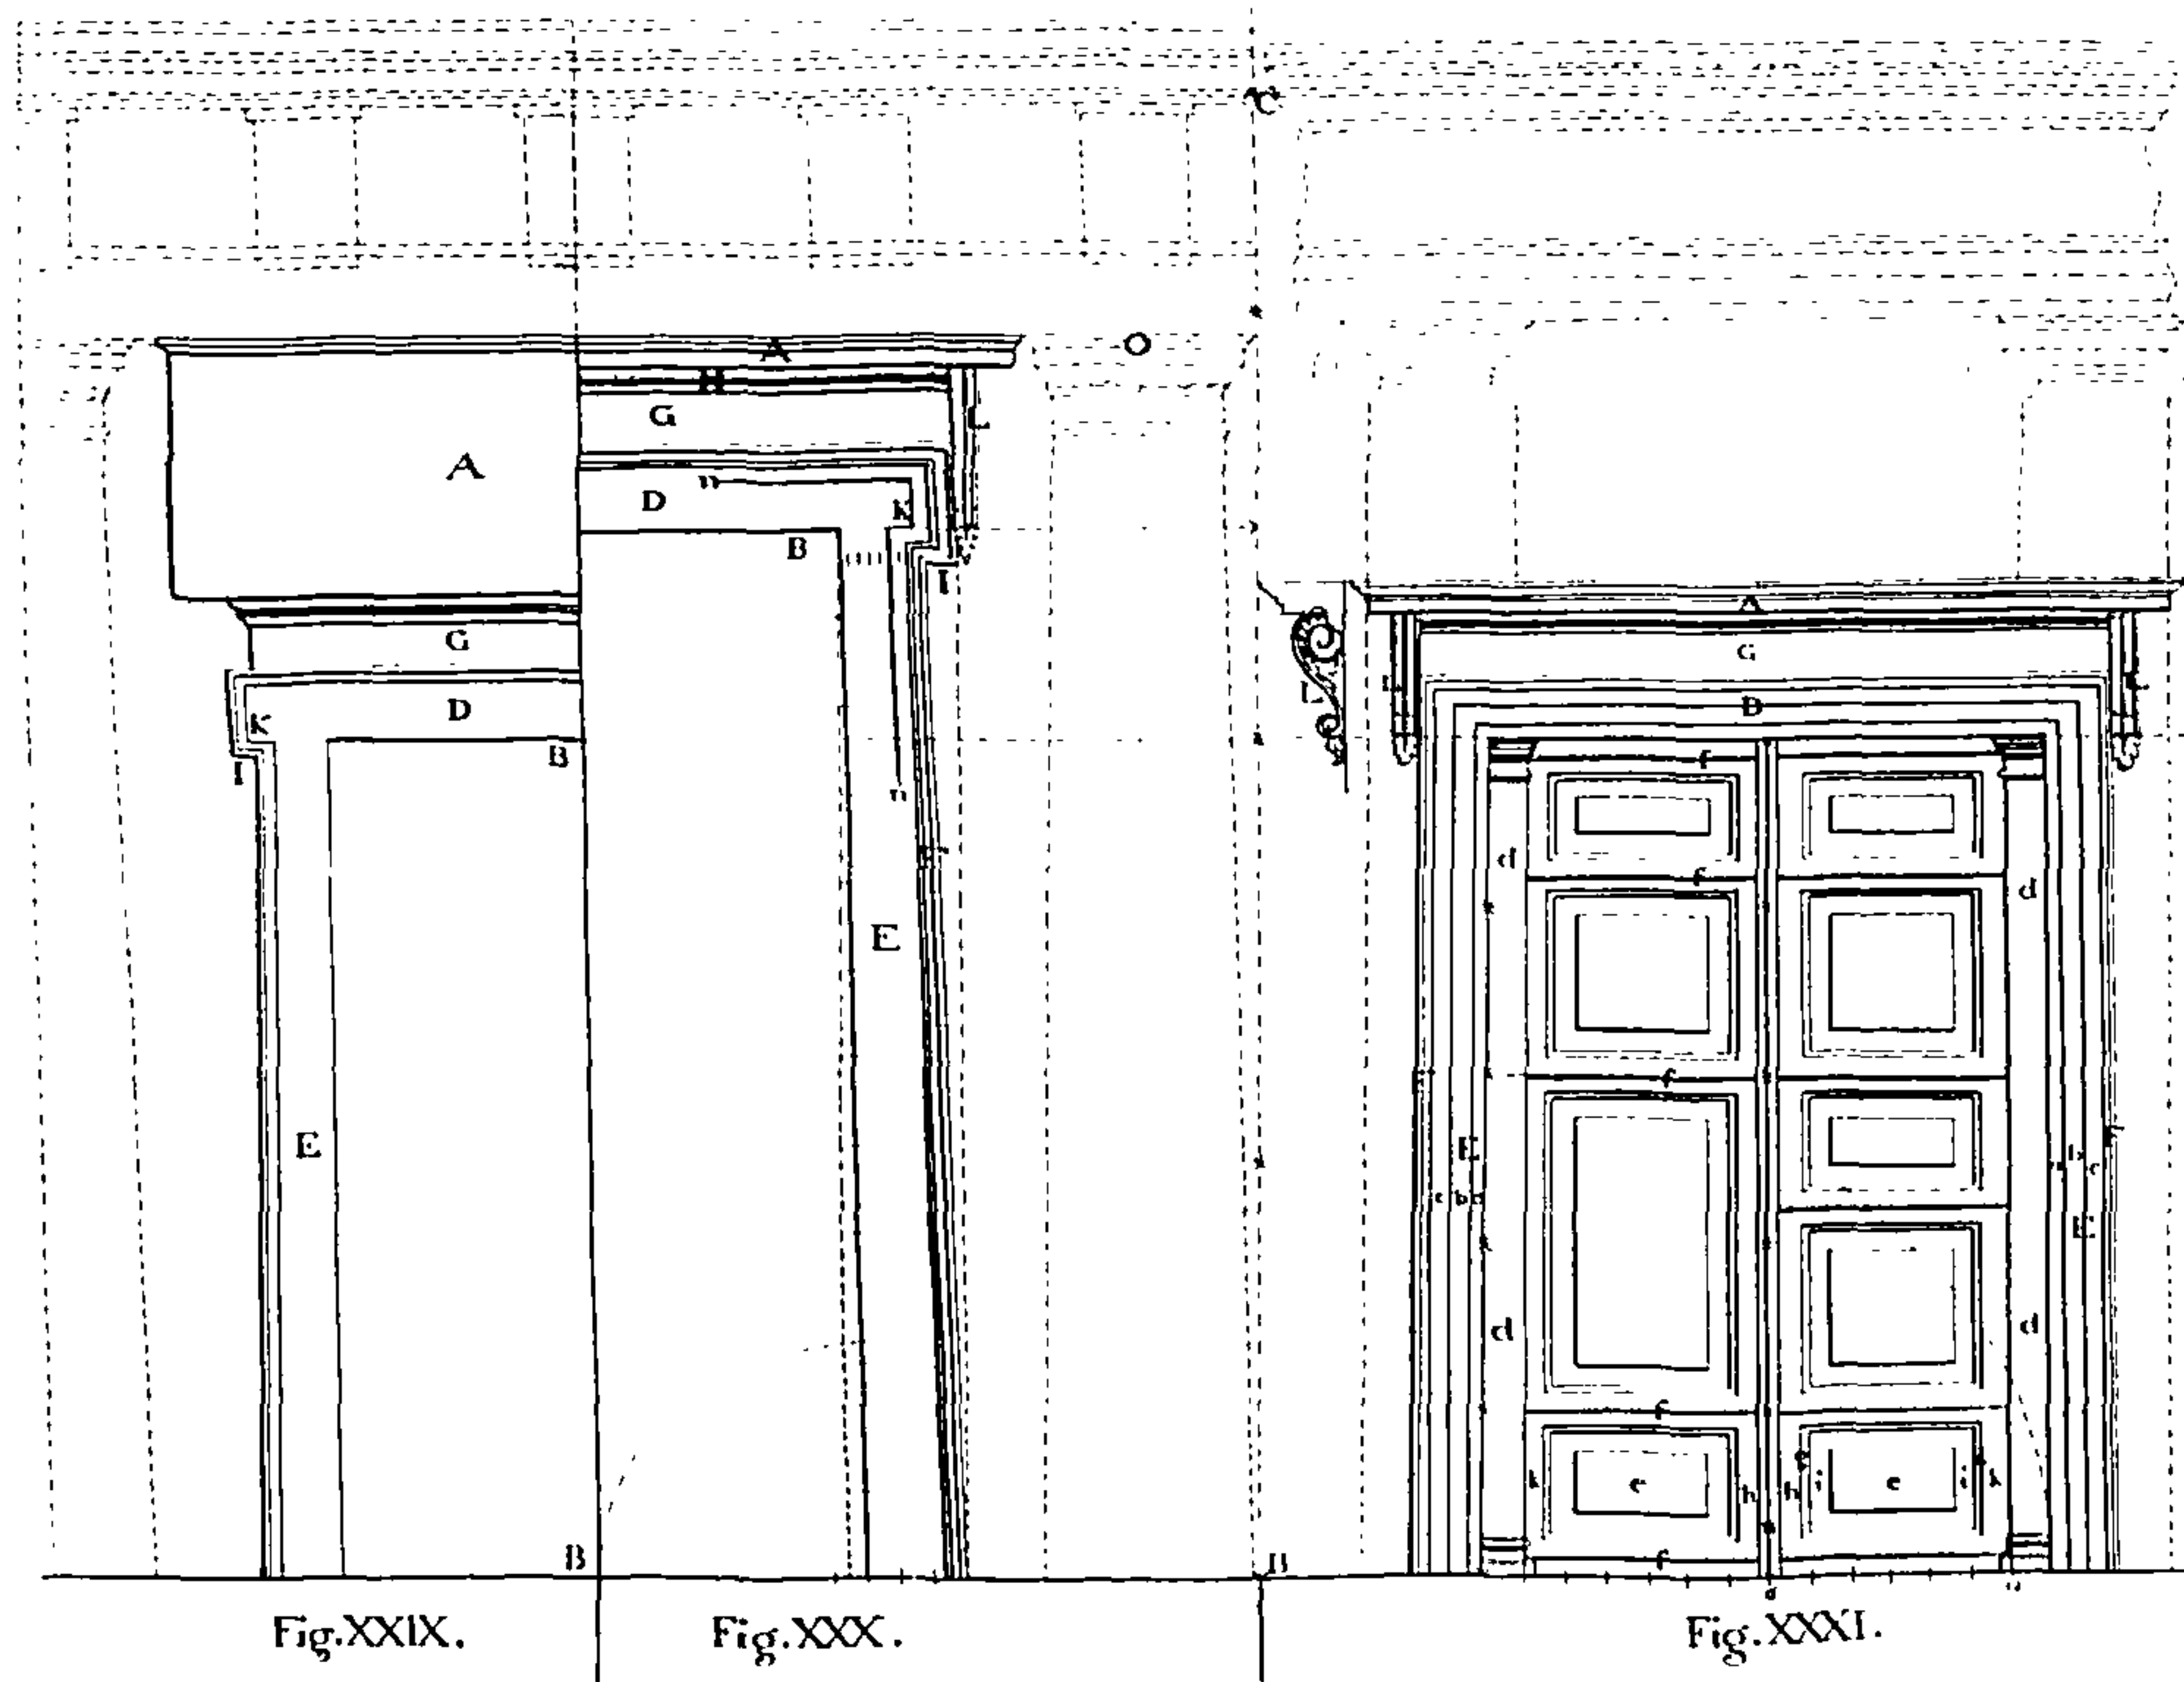 C
O
A
H
G
L
A
n
D
K
B
I
G
D
K
B
I
n
E
E
B
A
G
L
L
D
f
d
f
d
f
E
b
c
E
d
d
f
e
h
h
i
e
i
k
f
B
a
Fig.XXIX.
Fig.XXX.
Fig.XXXI.